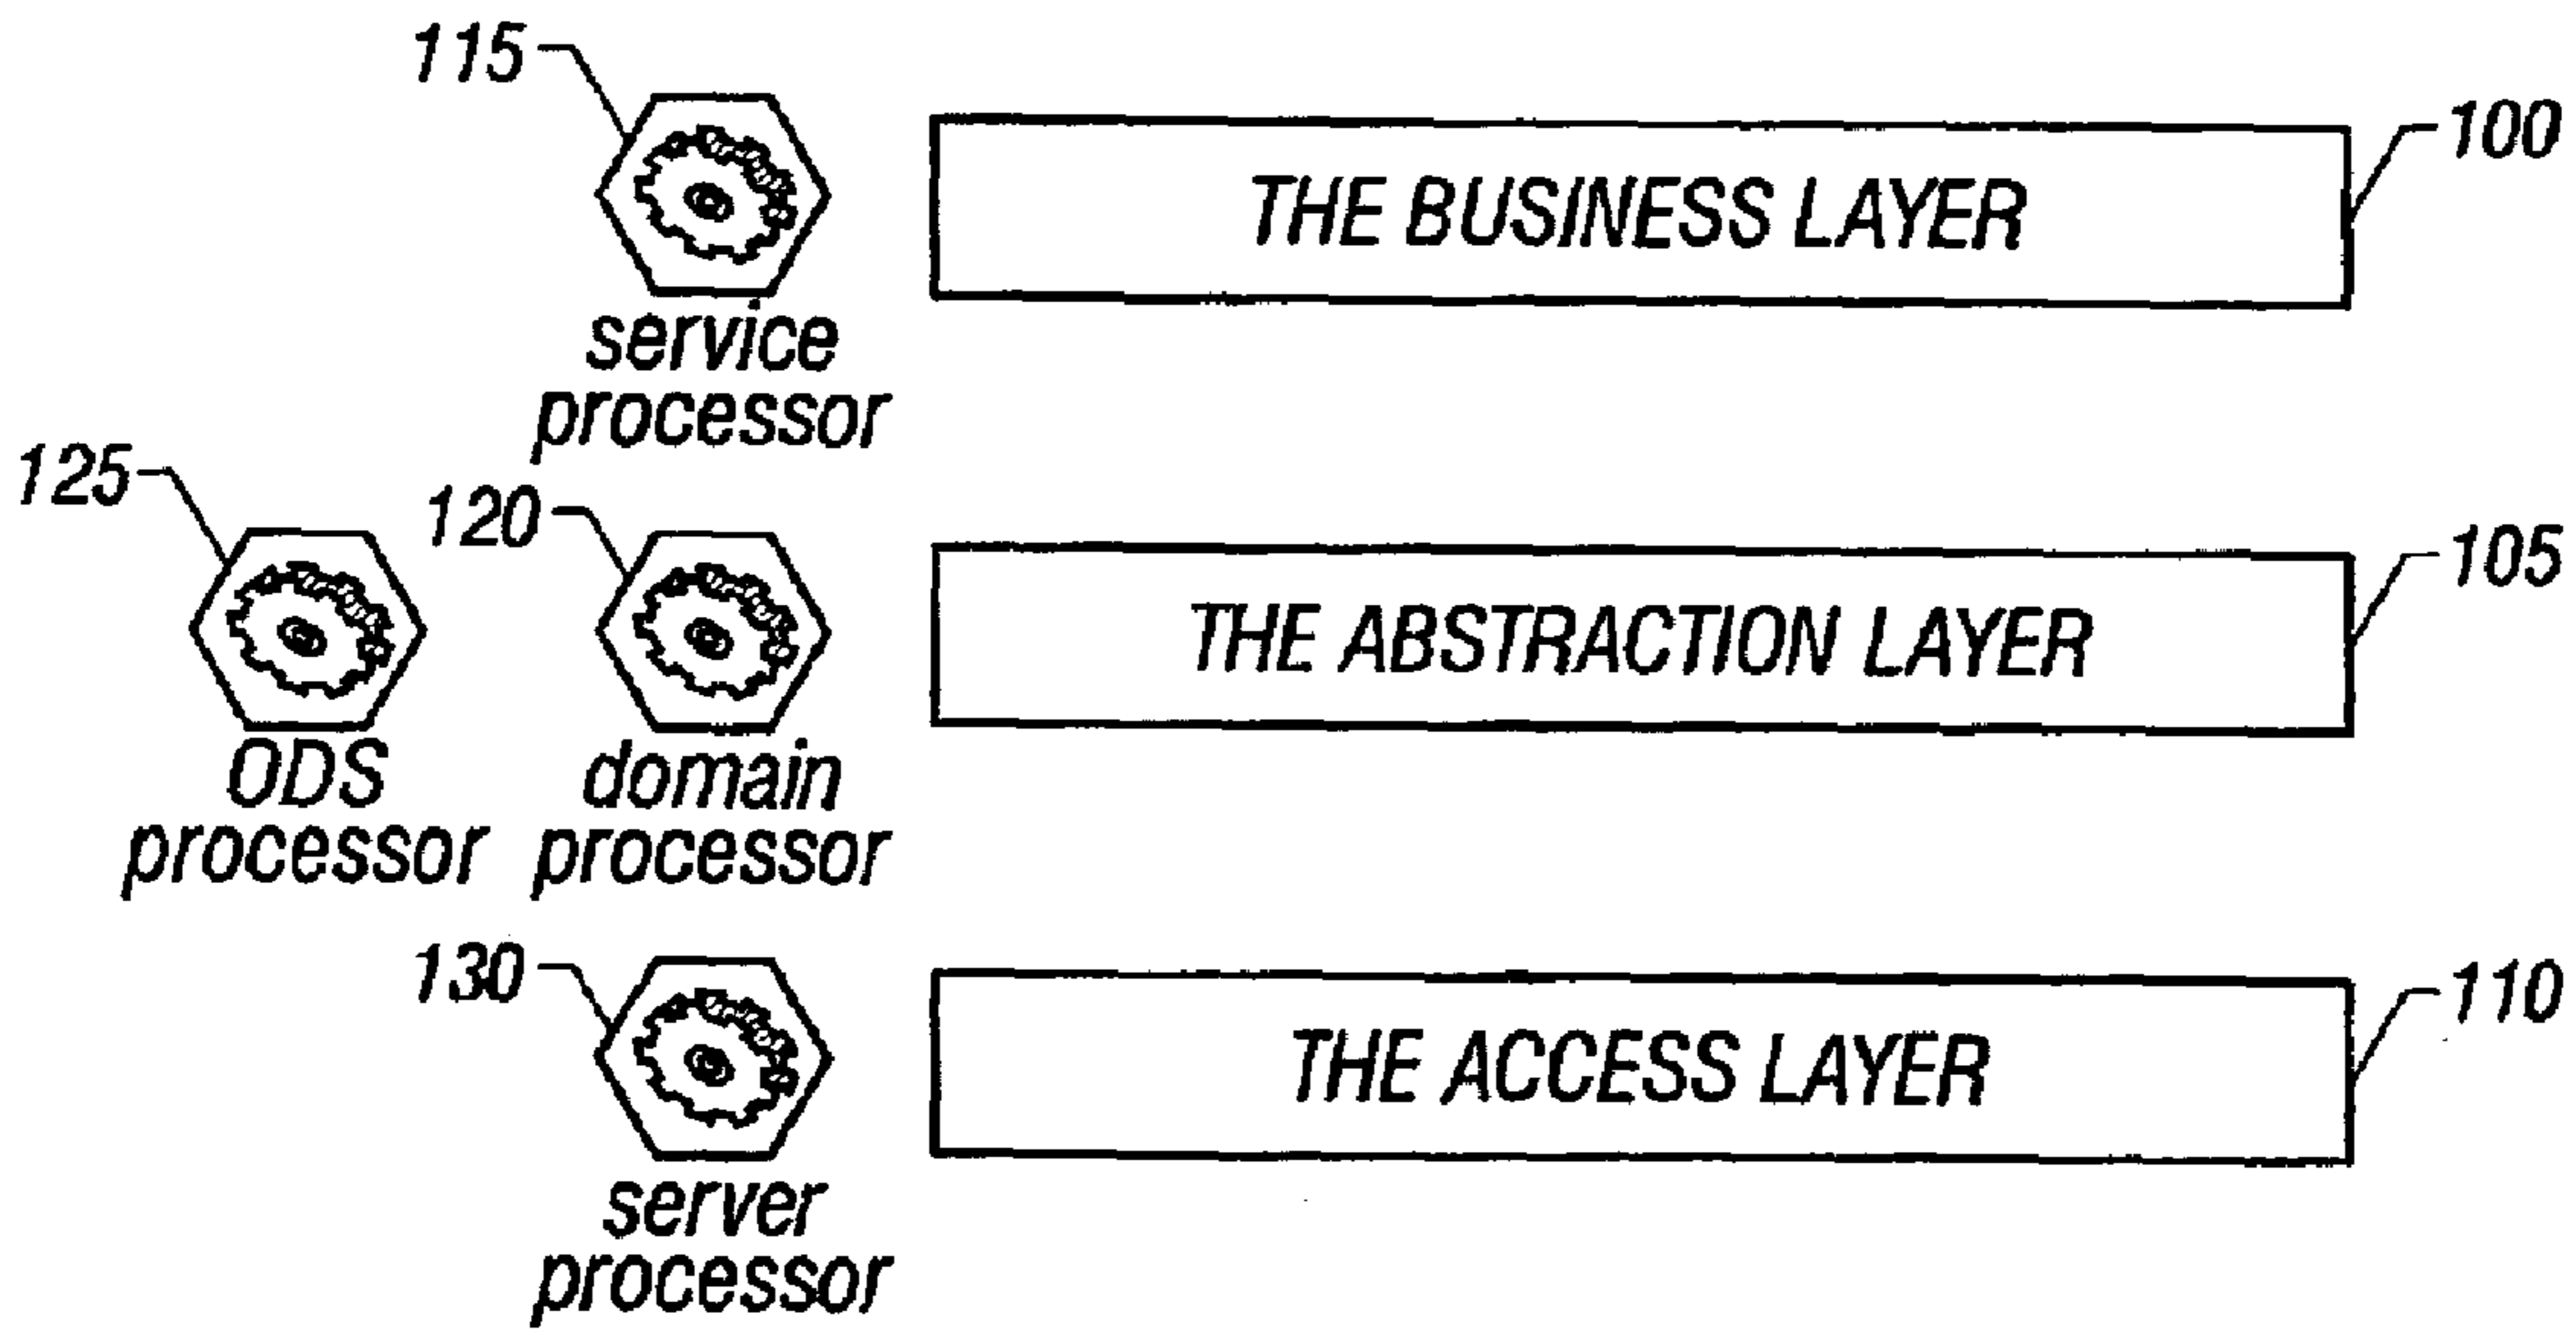 115
100
THE BUSINESS LAYER
service
processor
125
120
105
THE ABSTRACTION LAYER
ODS
processor
domain
processor
130
110
THE ACCESS LAYER
server
processor